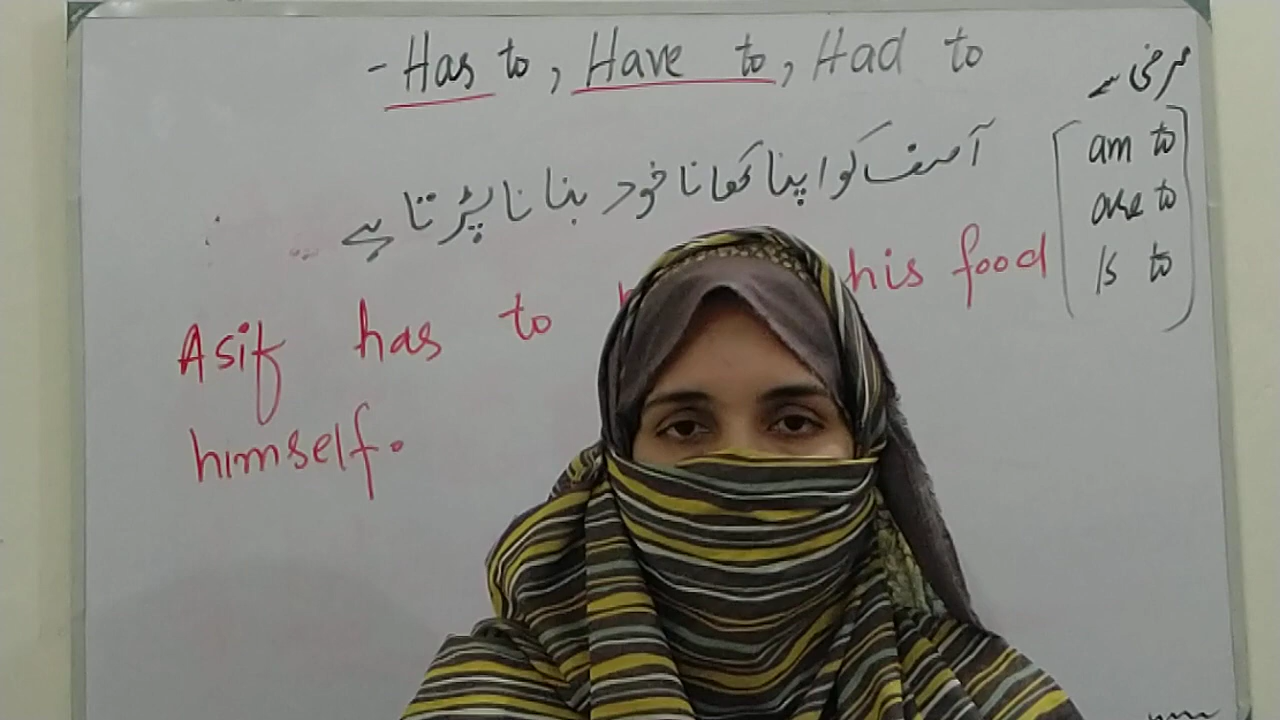 - Has to, Have to, Had to
مرضی سے
am to
are to
Is to
آصف کو اپنا کھانا خود بنانا پڑتا ہے
Asif has to his food
himself.